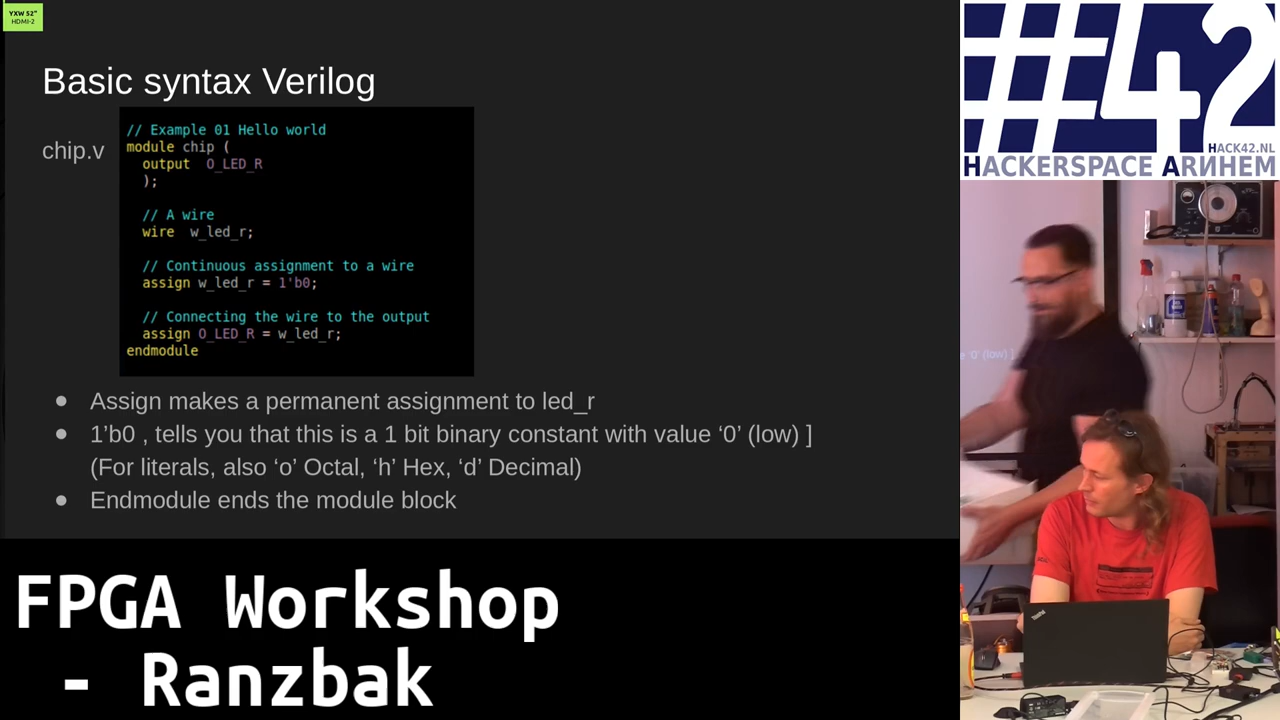 YXW 52"
HDMI-2
Basic syntax Verilog
chip.v
// Example 01 Hello world
module chip (
output O_LED_R
);
// A wire
wire w_led_r;
// Continuous assignment to a wire
assign w_led_r = 1'b0;
// Connecting the wire to the output
assign O_LED_R = w_led_r;
endmodule
● Assign makes a permanent assignment to led_r
● 1’b0 , tells you that this is a 1 bit binary constant with value ‘0’ (low) ]
(For literals, also ‘o’ Octal, ‘h’ Hex, ‘d’ Decimal)
● Endmodule ends the module block
FPGA Workshop
- Ranzbak
#42
HACK42.NL
HACKERSPACE ARИHEM
e '0' (low) ]
ThinkPad